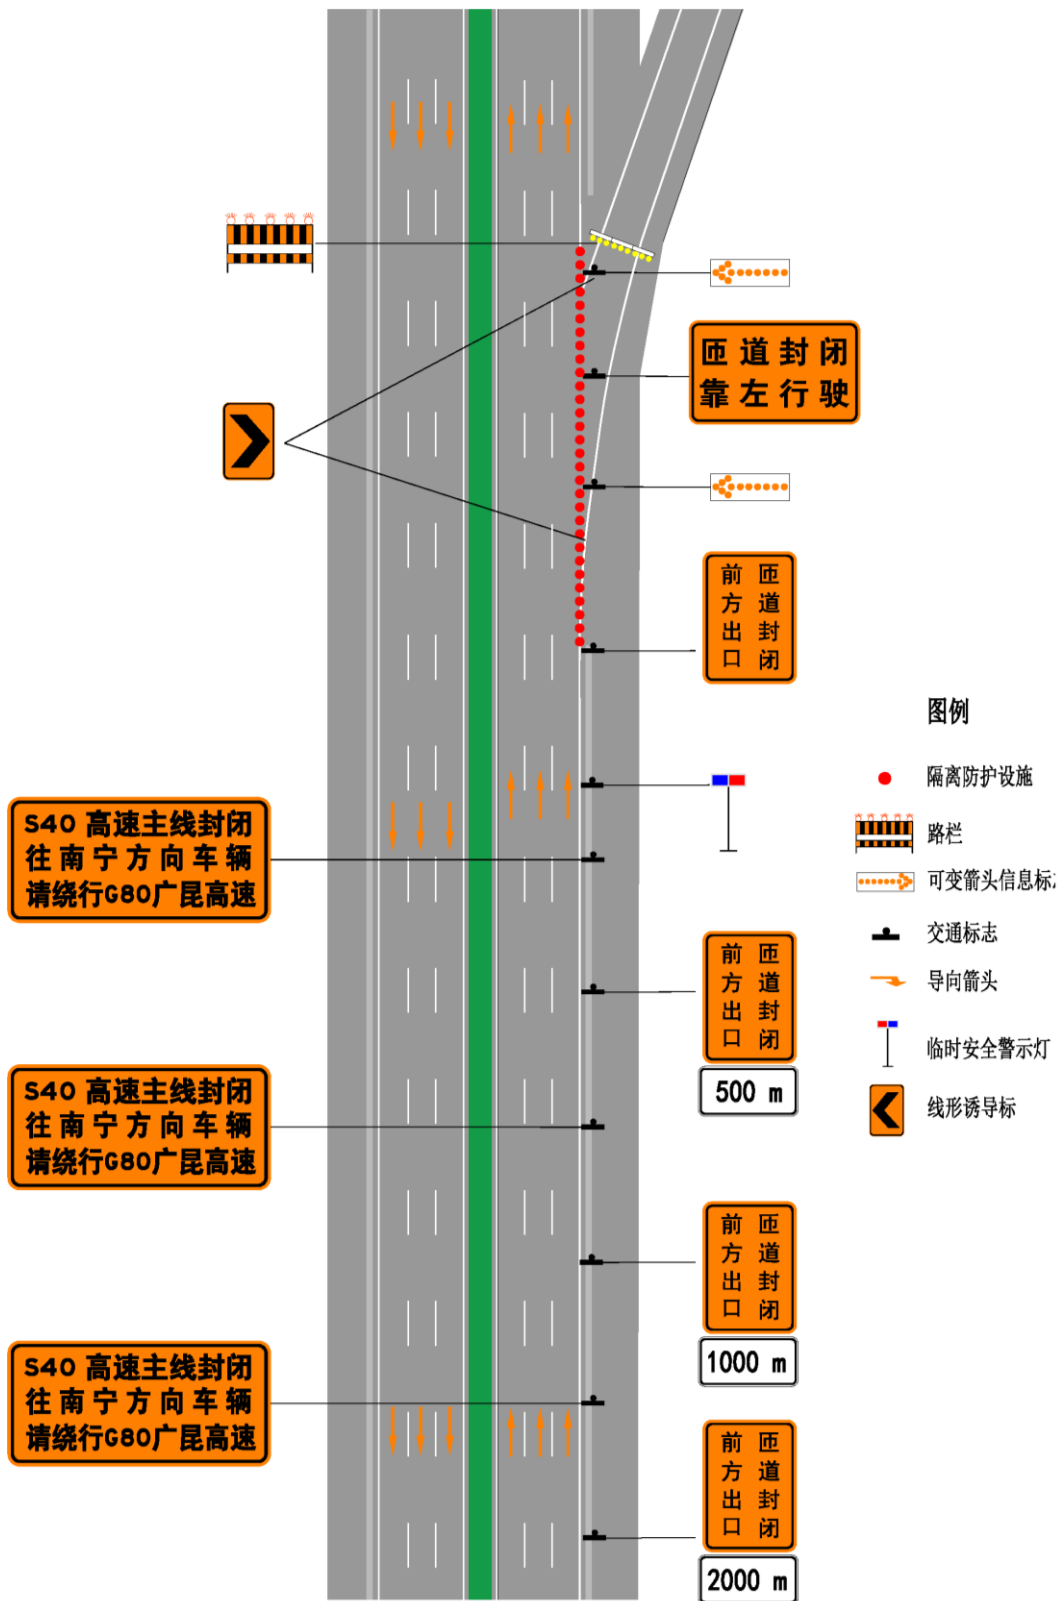 匝道封闭
靠左行驶
前方出口
匝道封闭
S40 高速主线封闭
往南宁方向车辆
请绕行G80广昆高速
前方出口
匝道封闭
500 m
S40 高速主线封闭
往南宁方向车辆
请绕行G80广昆高速
前方出口
匝道封闭
1000 m
S40 高速主线封闭
往南宁方向车辆
请绕行G80广昆高速
前方出口
匝道封闭
2000 m
图例
隔离防护设施
路栏
可变箭头信息标
交通标志
导向箭头
临时安全警示灯
线形诱导标